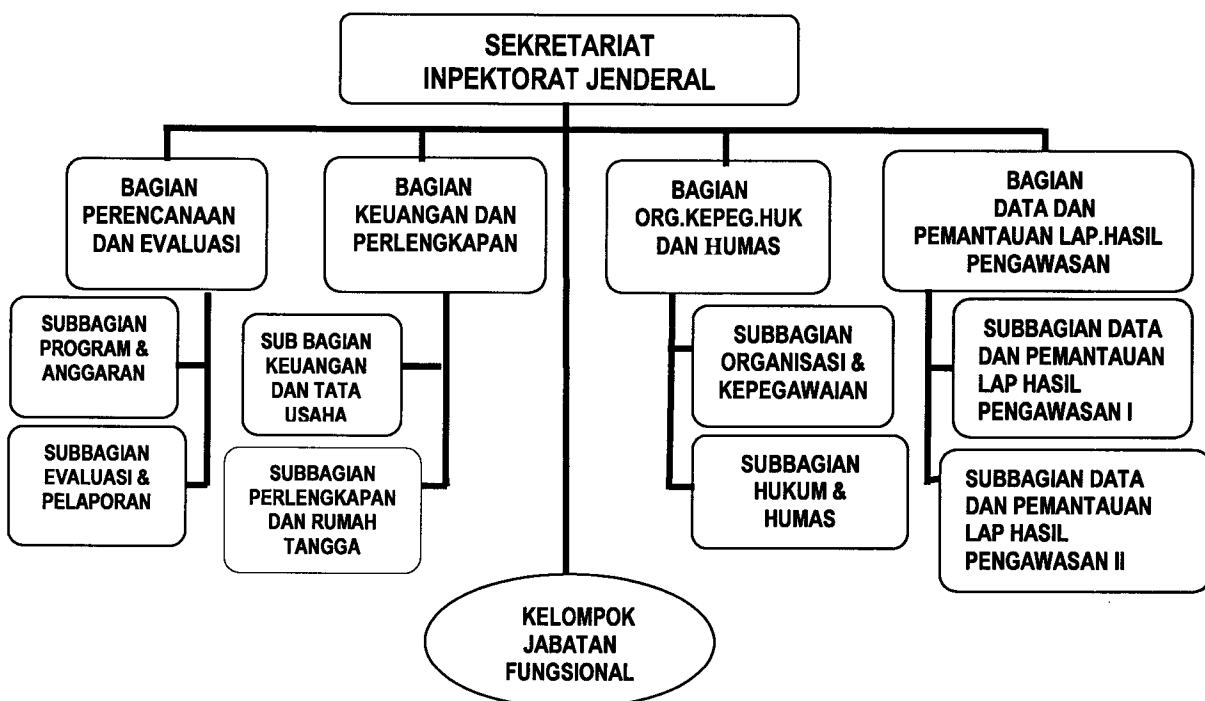 SEKRETARIAT
INPEKTORAT JENDERAL
BAGIAN
PERENCANAAN
DAN EVALUASI
BAGIAN
KEUANGAN DAN
PERLENGKAPAN
BAGIAN
ORG.KEPEG.HUK
DAN HUMAS
BAGIAN
DATA DAN
PEMANTAUAN LAP.HASIL
PENGAWASAN
SUBBAGIAN
PROGRAM &
ANGGARAN
SUB BAGIAN
KEUANGAN
DAN TATA
USAHA
SUBBAGIAN
ORGANISASI &
KEPEGAWAIAN
SUBBAGIAN DATA
DAN PEMANTAUAN
LAP HASIL
PENGAWASAN I
SUBBAGIAN
EVALUASI &
PELAPORAN
SUBBAGIAN
PERLENGKAPAN
DAN RUMAH
TANGGA
SUBBAGIAN
HUKUM &
HUMAS
SUBBAGIAN DATA
DAN PEMANTAUAN
LAP HASIL
PENGAWASAN II
KELOMPOK
JABATAN
FUNGSIONAL